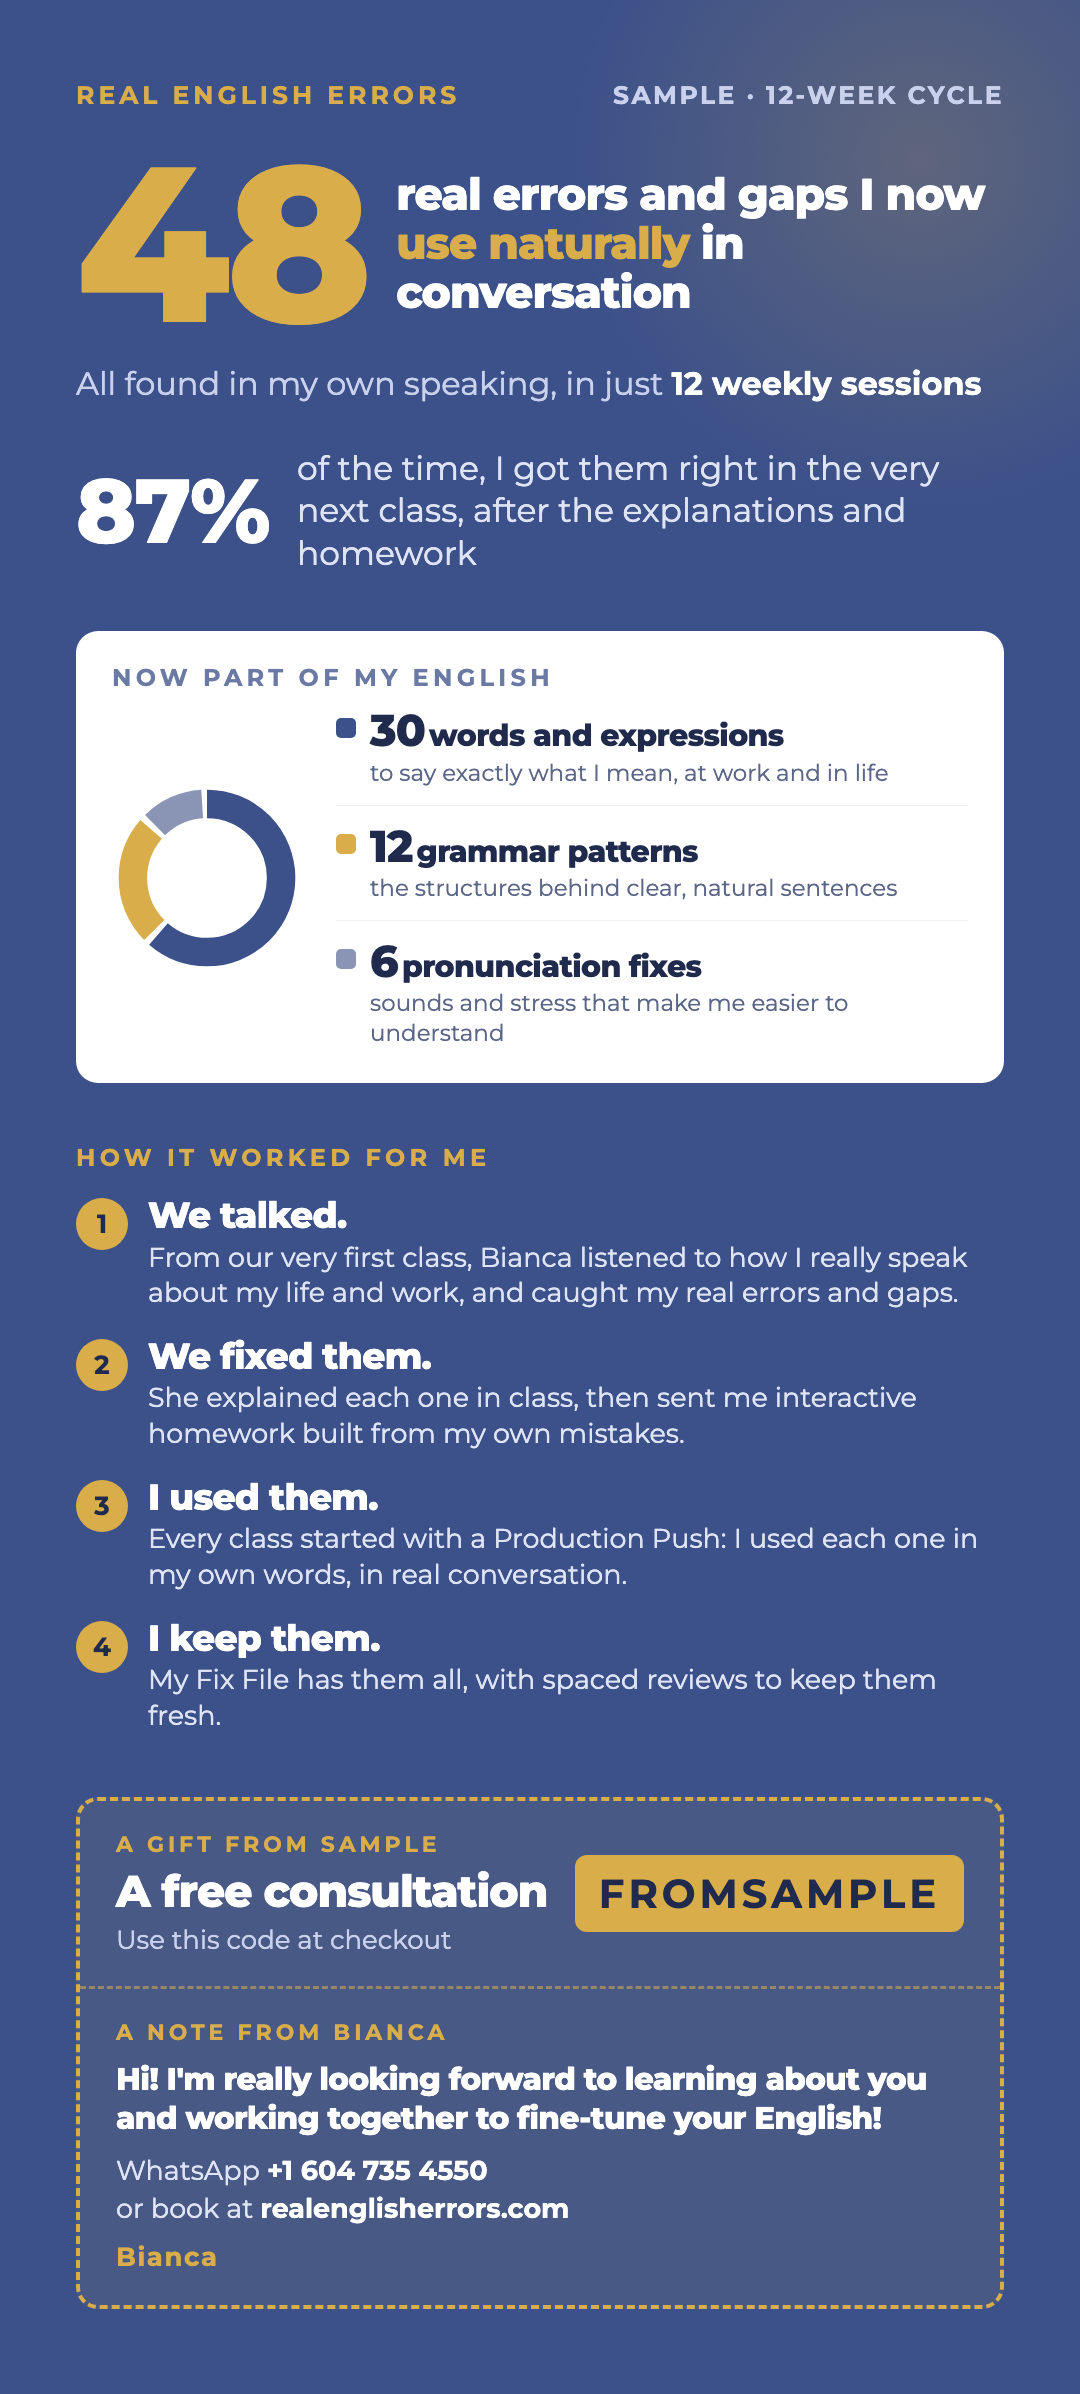 REAL ENGLISH ERRORS
SAMPLE · 12-WEEK CYCLE
48
real errors and gaps I now
use naturally in
conversation
All found in my own speaking, in just 12 weekly sessions
87%
of the time, I got them right in the very
next class, after the explanations and
homework
NOW PART OF MY ENGLISH
30 words and expressions
to say exactly what I mean, at work and in life
12 grammar patterns
the structures behind clear, natural sentences
6 pronunciation fixes
sounds and stress that make me easier to
understand
HOW IT WORKED FOR ME
1 We talked.
From our very first class, Bianca listened to how I really speak
about my life and work, and caught my real errors and gaps.
2 We fixed them.
She explained each one in class, then sent me interactive
homework built from my own mistakes.
3 I used them.
Every class started with a Production Push: I used each one in
my own words, in real conversation.
4 I keep them.
My Fix File has them all, with spaced reviews to keep them
fresh.
A GIFT FROM SAMPLE
A free consultation
Use this code at checkout
FROMSAMPLE
A NOTE FROM BIANCA
Hi! I'm really looking forward to learning about you
and working together to fine-tune your English!
WhatsApp +1 604 735 4550
or book at realenglisherrors.com
Bianca